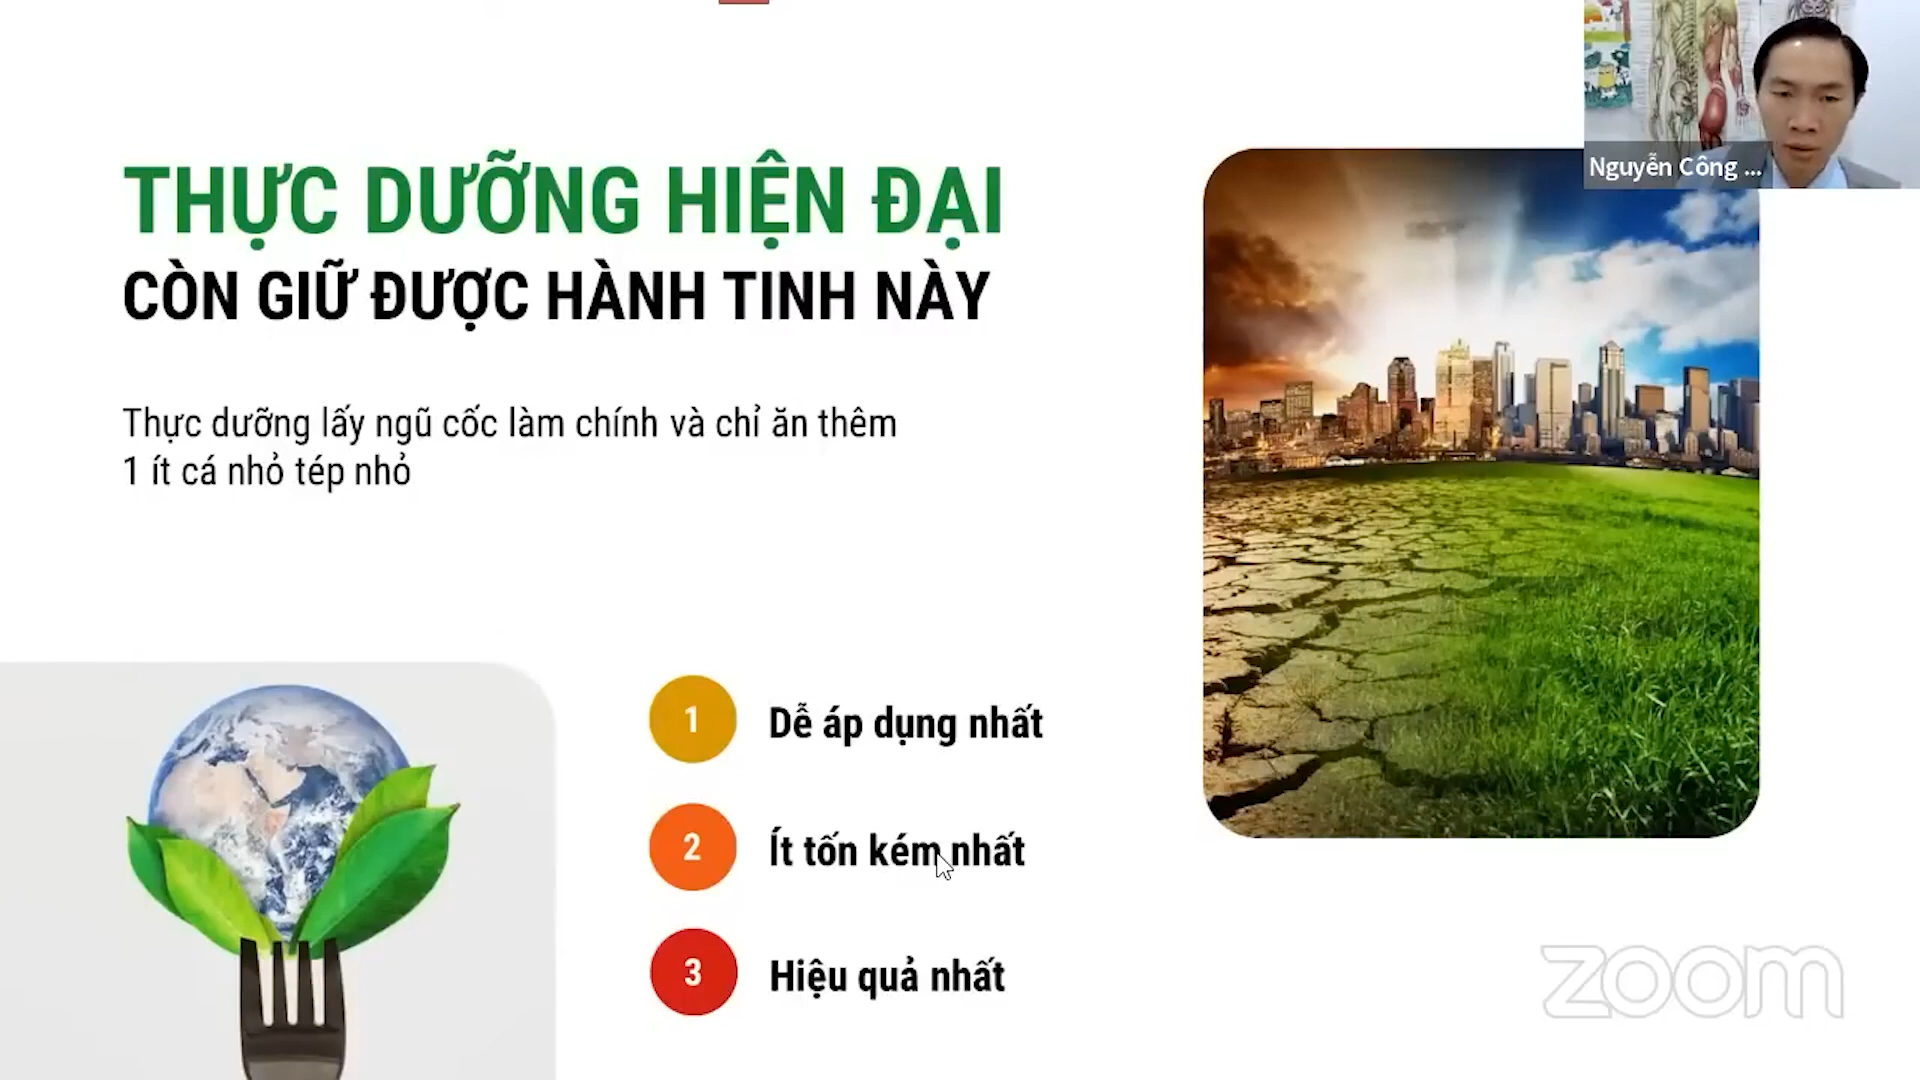 Nguyễn Công ...
THỰC DƯỠNG HIỆN ĐẠI
CÒN GIỮ ĐƯỢC HÀNH TINH NÀY
Thực dưỡng lấy ngũ cốc làm chính và chỉ ăn thêm
1 ít cá nhỏ tép nhỏ
1 Dễ áp dụng nhất
2 Ít tốn kém nhất
3 Hiệu quả nhất
zoom